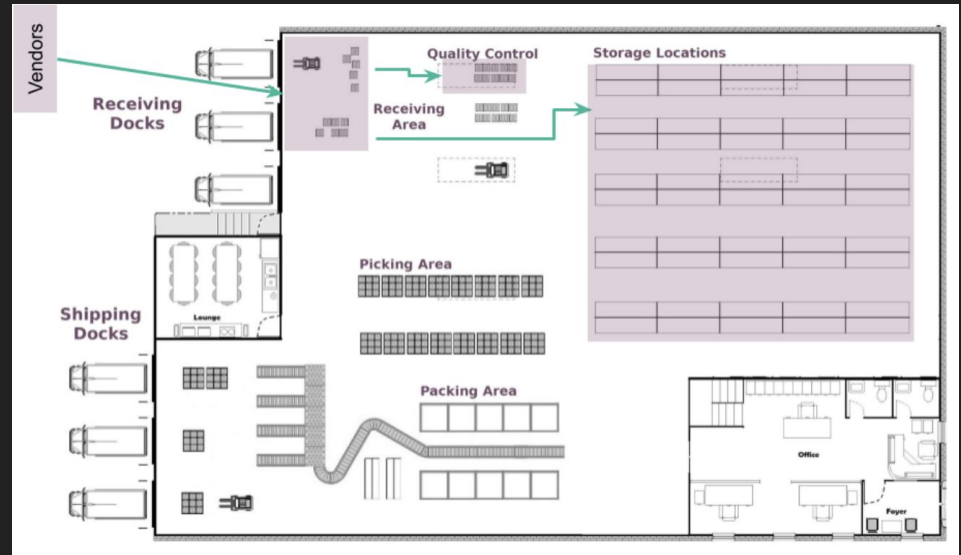 Vendors
Quality Control
Storage Locations
Receiving
Docks
Receiving
Area
Picking Area
Lounge
Shipping
Docks
Packing Area
Office
Foyer